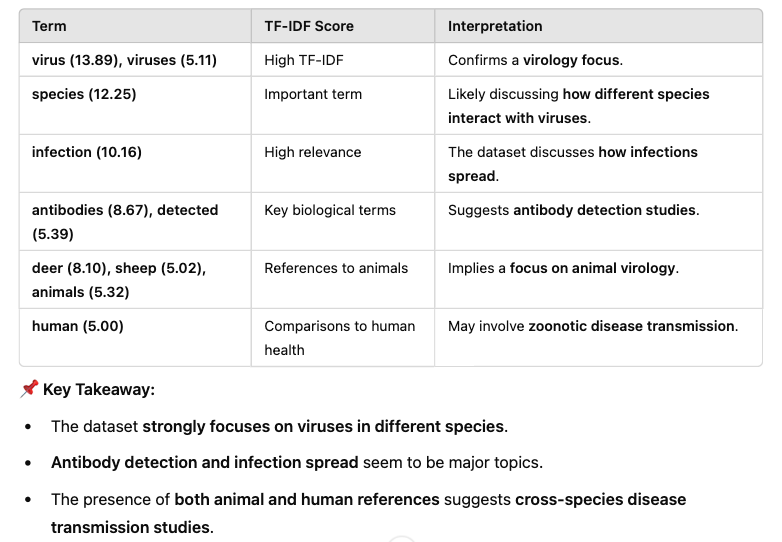 Term TF-IDF Score Interpretation
virus (13.89), viruses (5.11) High TF-IDF Confirms a virology focus.
species (12.25) Important term Likely discussing how different species
interact with viruses.
infection (10.16) High relevance The dataset discusses how infections
spread.
antibodies (8.67), detected Key biological terms Suggests antibody detection studies.
(5.39)
deer (8.10), sheep (5.02), References to animals Implies a focus on animal virology.
animals (5.32)
human (5.00) Comparisons to human May involve zoonotic disease transmission.
health
📌 Key Takeaway:
• The dataset strongly focuses on viruses in different species.
• Antibody detection and infection spread seem to be major topics.
• The presence of both animal and human references suggests cross-species disease
transmission studies.